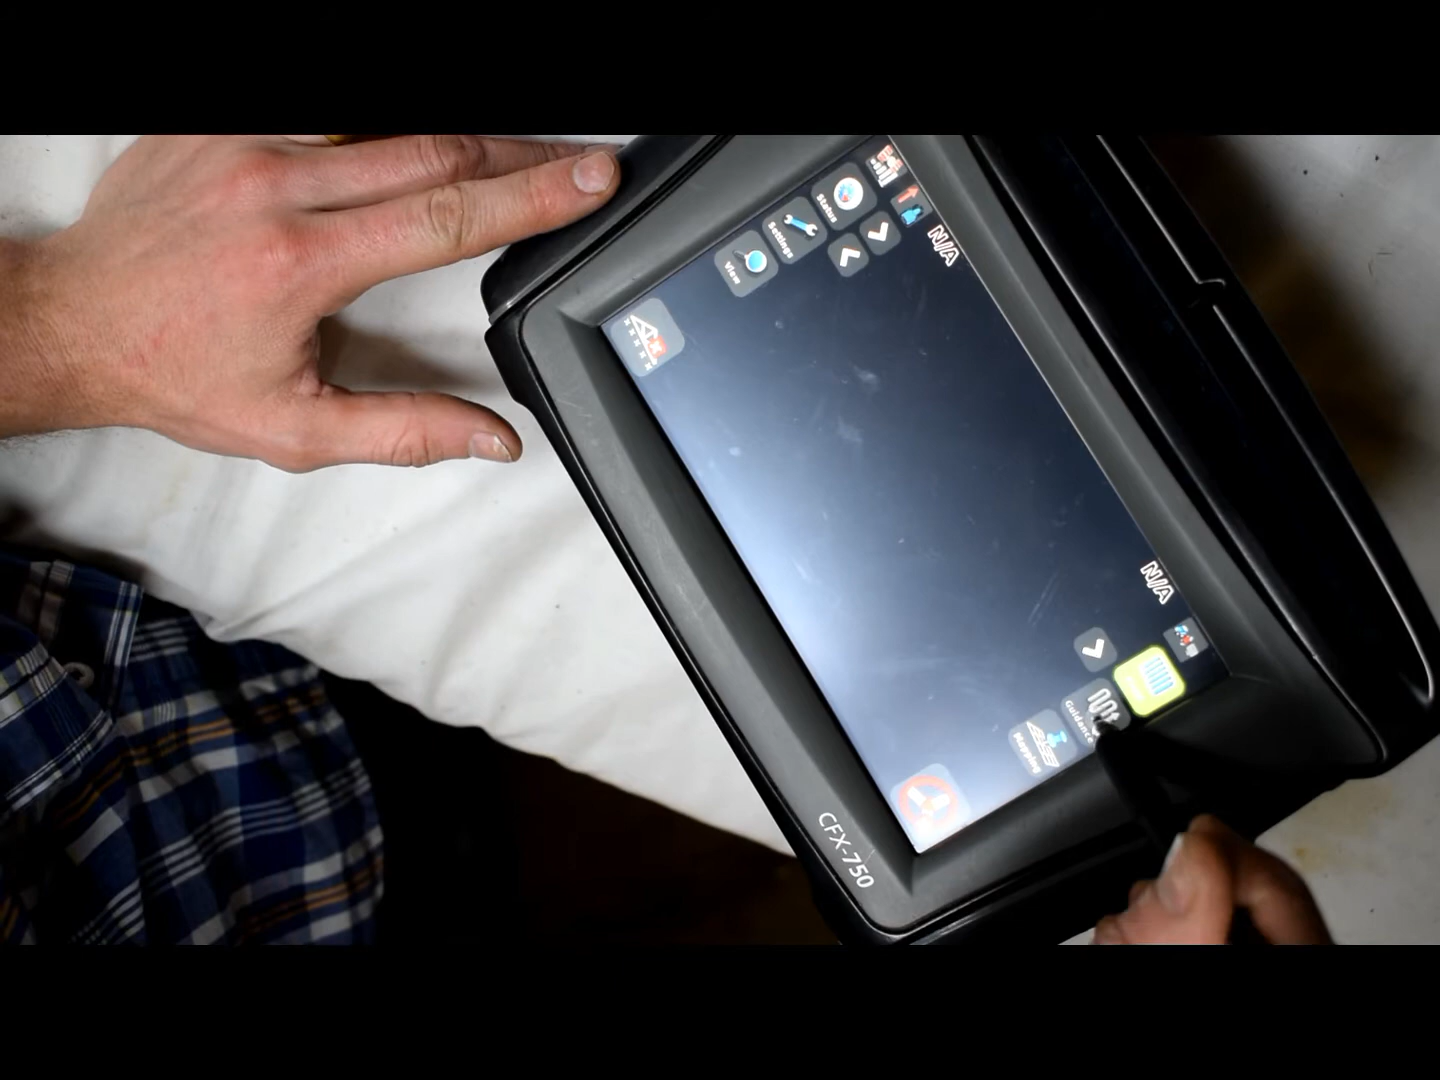 N/A
N/A
Status
Settings
View
Guidance
Mapping
CFX-750